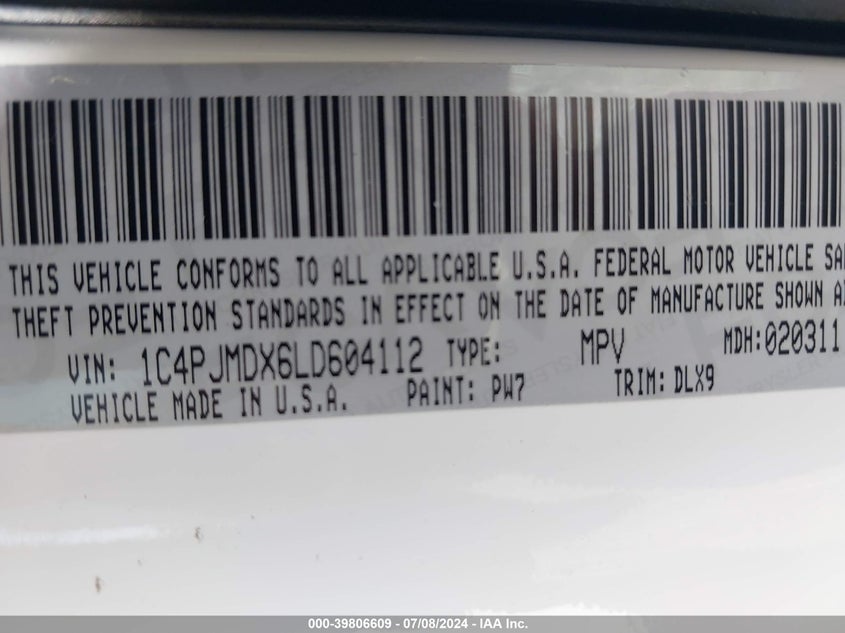 THIS VEHICLE CONFORMS TO ALL APPLICABLE U.S.A. FEDERAL MOTOR VEHICLE
THEFT PREVENTION STANDARDS IN EFFECT ON THE DATE OF MANUFACTURE SHOWN
VIN: 1C4PJMDX6LD604112 TYPE: MPV MDH:020311
VEHICLE MADE IN U.S.A. PAINT: PW7 TRIM: DLX9
000-39806609 / 07/08/2024 - IAA Inc.